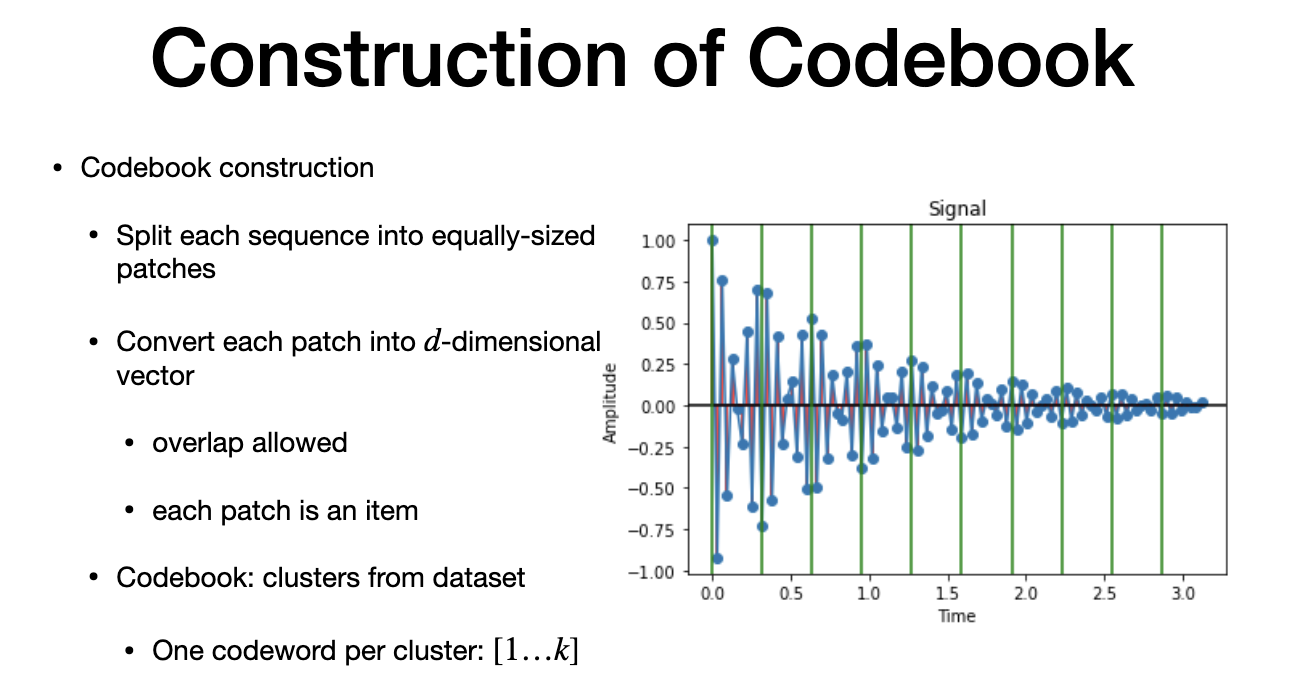 Construction of Codebook
• Codebook construction
• Split each sequence into equally-sized
patches
• Convert each patch into d-dimensional
vector
• overlap allowed
• each patch is an item
• Codebook: clusters from dataset
• One codeword per cluster: [1…k]
Signal
1.00
0.75
0.50
0.25
0.00
−0.25
−0.50
−0.75
−1.00
Amplitude
0.0 0.5 1.0 1.5 2.0 2.5 3.0
Time